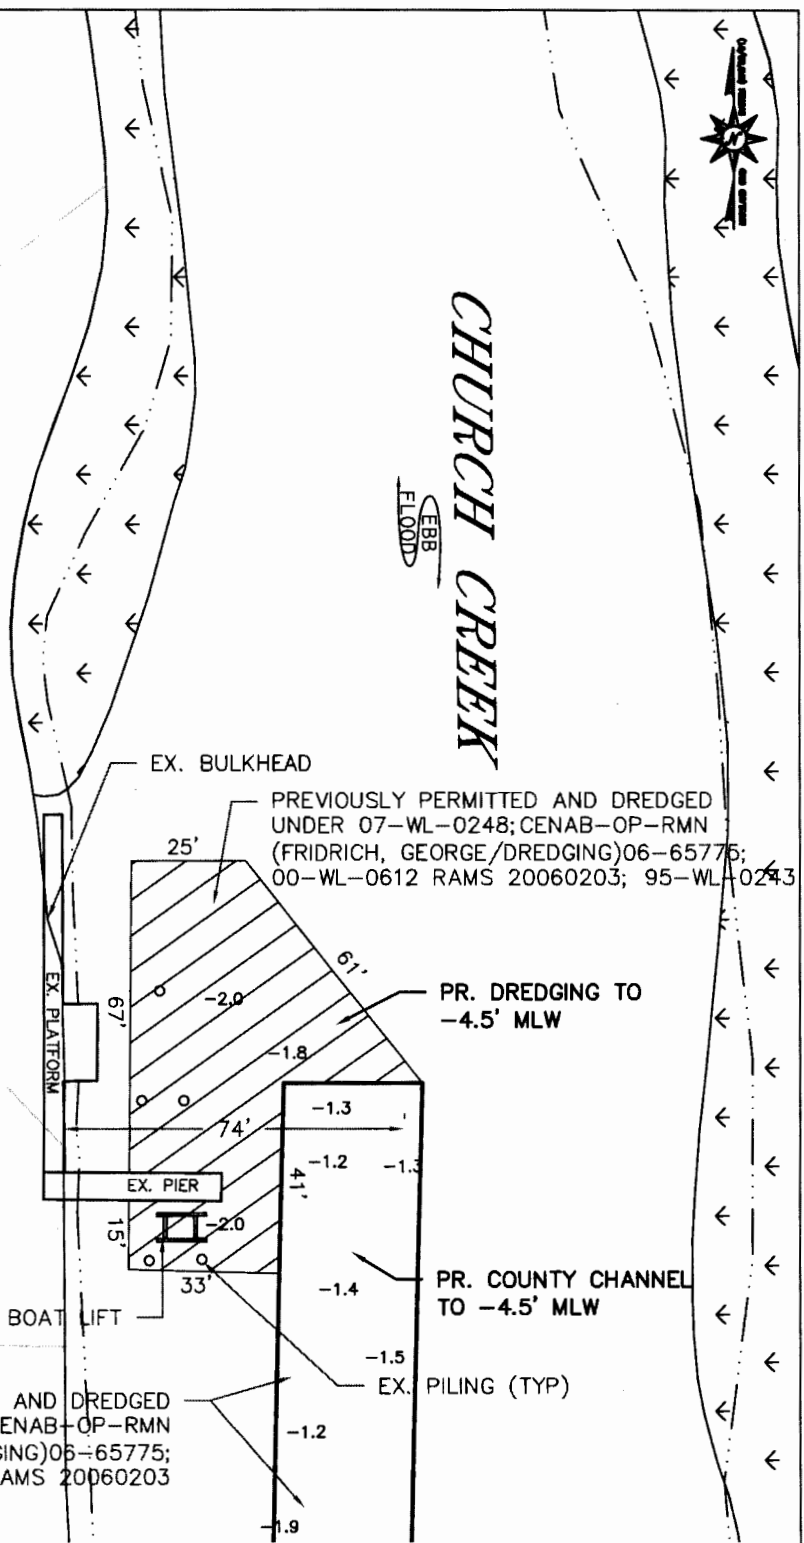 CHURCH CREEK
EBB
FLOOD
EX. BULKHEAD
PREVIOUSLY PERMITTED AND DREDGED
UNDER 07-WL-0248; CENAB-OP-RMN
(FRIDRICH, GEORGE/DREDGING)06-65775;
00-WL-0612 RAMS 20060203; 95-WL-0243
25'
61'
67'
-2.0
PR. DREDGING TO
-4.5' MLW
EX. PLATFORM
-1.8
-1.3
74'
-1.2
-1.3
EX. PIER
41'
15'
-2.0
33'
PR. COUNTY CHANNEL
TO -4.5' MLW
-1.4
BOAT LIFT
-1.5
EX. PILING (TYP)
AND DREDGED
ENAB-OP-RMN
GING)06-65775;
AMS 20060203
-1.2
-1.9